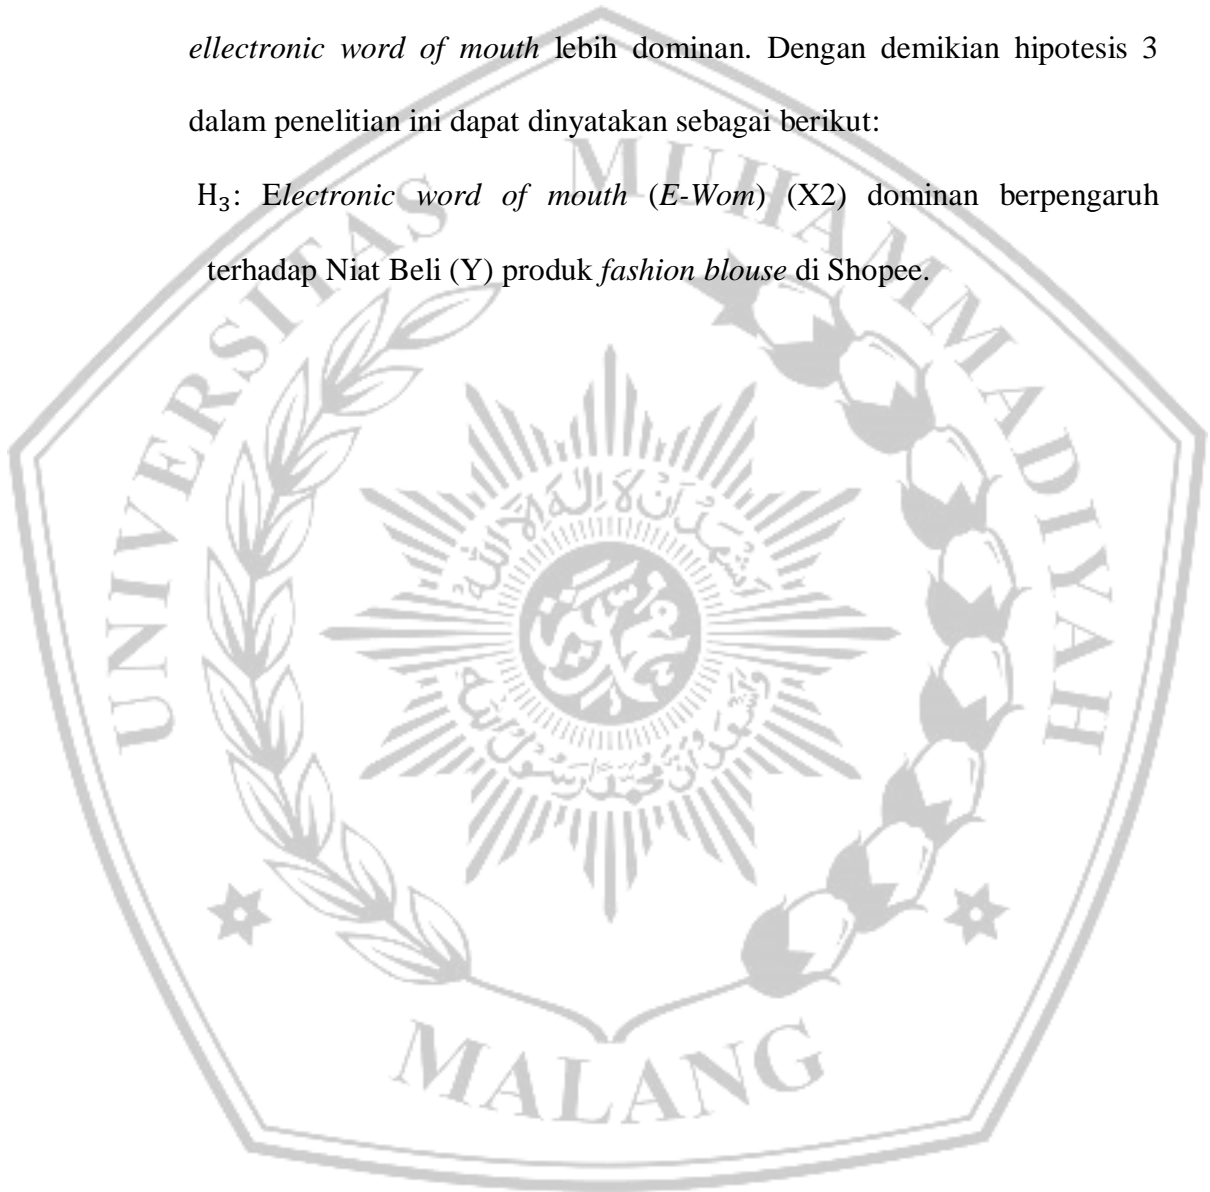 ellectronic word of mouth lebih dominan. Dengan demikian hipotesis 3
dalam penelitian ini dapat dinyatakan sebagai berikut:
H₃: Electronic word of mouth (E-Wom) (X2) dominan berpengaruh
terhadap Niat Beli (Y) produk fashion blouse di Shopee.
UNIVERSITAS MUHAMMADIYAH
MALANG